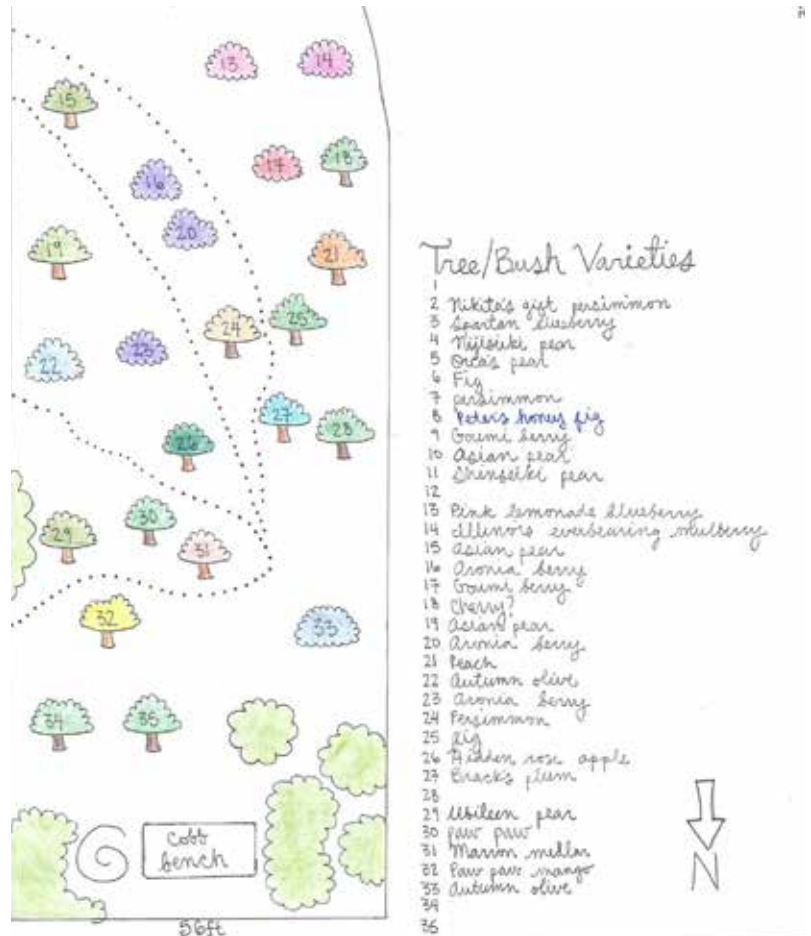 13
14
15
17
18
16
20
19
21
24
25
22
23
27
26
28
30
29
31
32
33
34
35
Cobb
bench
56ft
Tree/Bush Varieties
1
2 Nikita's gift persimmon
3 Spartan blueberry
4 Nijisuiki pear
5 Orca's pear
6 Fig
7 persimmon
8 Peter's honey fig
9 Goumi berry
10 Asian pear
11 Shinseiki pear
12
13 Pink lemonade blueberry
14 Illinois everbearing mulberry
15 Asian pear
16 Aronia berry
17 Goumi berry
18 Cherry?
19 Asian pear
20 Aronia berry
21 Peach
22 Autumn olive
23 Aronia berry
24 Persimmon
25 fig
26 Hidden rose apple
27 plum
28
29 Ubileen pear
30 paw paw
31 Marron medlar
32 Paw paw mango
33 Autumn olive
34
35
N